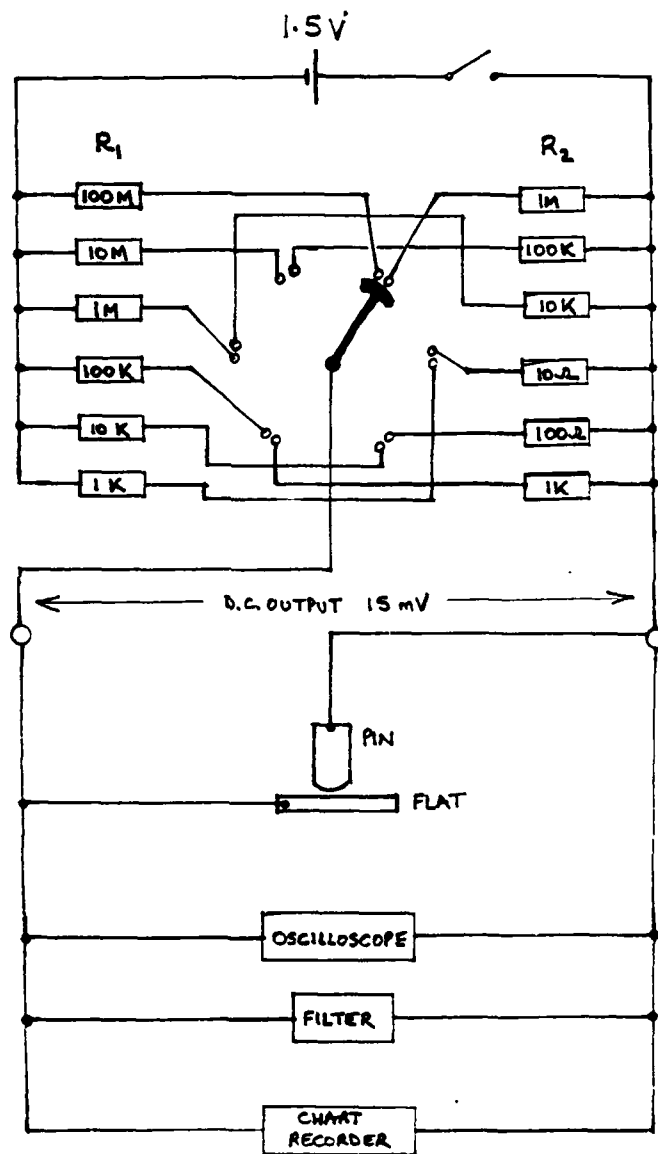 1.5V
R1 R2
100M 1M
10M 100K
1M 10K
100K 10Ω
10K 100Ω
1K 1K
D.C. OUTPUT 15 mV
PIN
FLAT
OSCILLOSCOPE
FILTER
CHART
RECORDER